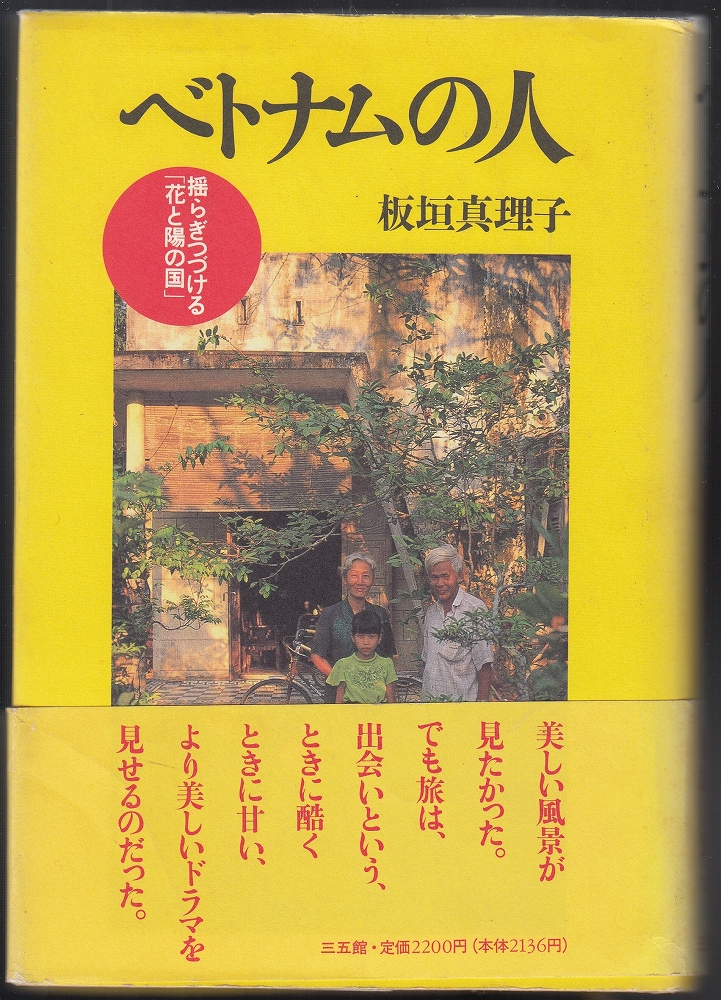 ベトナムの人
板垣真理子
揺らぎつづける
「花と陽の国」
美しい風景が
見たかった。
でも旅は、
出会いという、
ときに酷く
ときに甘い、
より美しいドラマを
見せるのだった。
三五館・定価2200円(本体2136円)